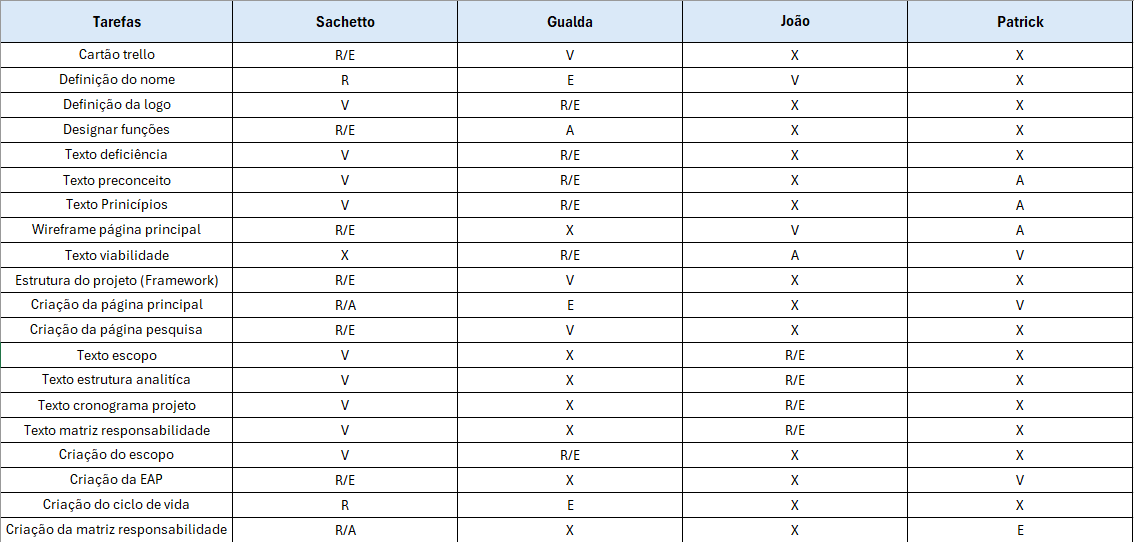 Tarefas Sachetto Gualda João Patrick
Cartão trello R/E V X X
Definição do nome R E V X
Definição da logo V R/E X X
Designar funções R/E A X X
Texto deficiência V R/E X X
Texto preconceito V R/E X A
Texto Prinicípios V R/E X A
Wireframe página principal R/E X V A
Texto viabilidade X R/E A V
Estrutura do projeto (Framework) R/E V X X
Criação da página principal R/A E X V
Criação da página pesquisa R/E V X X
Texto escopo V X R/E X
Texto estrutura analitíca V X R/E X
Texto cronograma projeto V X R/E X
Texto matriz responsabilidade V X R/E X
Criação do escopo V R/E X X
Criação da EAP R/E X X V
Criação do ciclo de vida R E X X
Criação da matriz responsabilidade R/A X X E